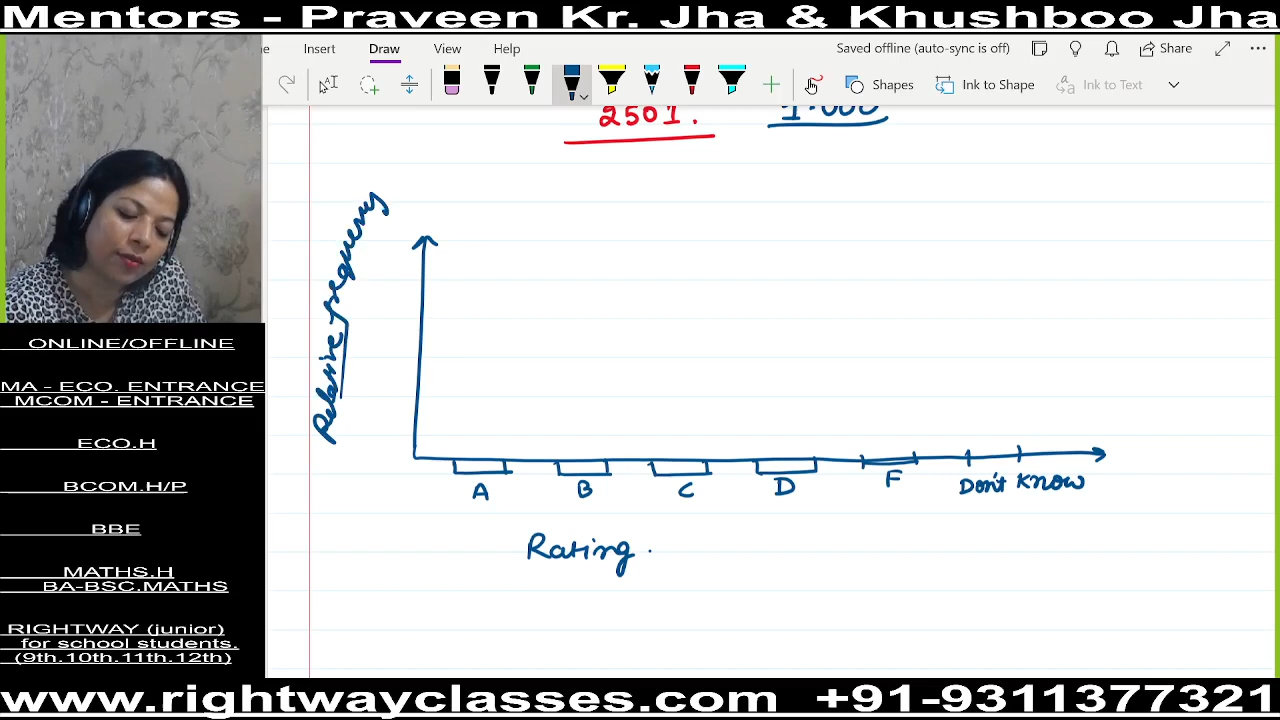 Mentors - Praveen Kr. Jha & Khushboo Jha
Insert Draw View Help Saved offline (auto-sync is off) Share
Shapes Ink to Shape Ink to Text
2501. 1.000
Relative frequency
A B C D F Don't Know
Rating.
ONLINE/OFFLINE
MA - ECO. ENTRANCE
MCOM - ENTRANCE
ECO.H
BCOM.H/P
BBE
MATHS.H
BA-BSC.MATHS
RIGHTWAY (junior)
for school students.
(9th.10th.11th.12th)
www.rightwayclasses.com +91-9311377321